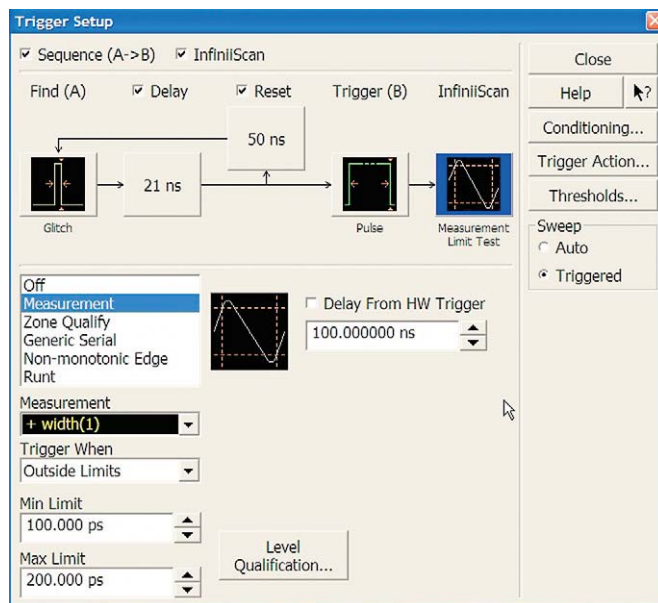 Trigger Setup
Sequence (A->B) InfiniiScan
Find (A) Delay Reset Trigger (B) InfiniiScan
50 ns
21 ns
Glitch
Pulse
Measurement
Limit Test
Off
Measurement
Zone Qualify
Generic Serial
Non-monotonic Edge
Runt
Delay From HW Trigger
100.000000 ns
Measurement
+ width(1)
Trigger When
Outside Limits
Min Limit
100.000 ps
Max Limit
200.000 ps
Level
Qualification...
Close
Help ?
Conditioning...
Trigger Action...
Thresholds...
Sweep
Auto
Triggered